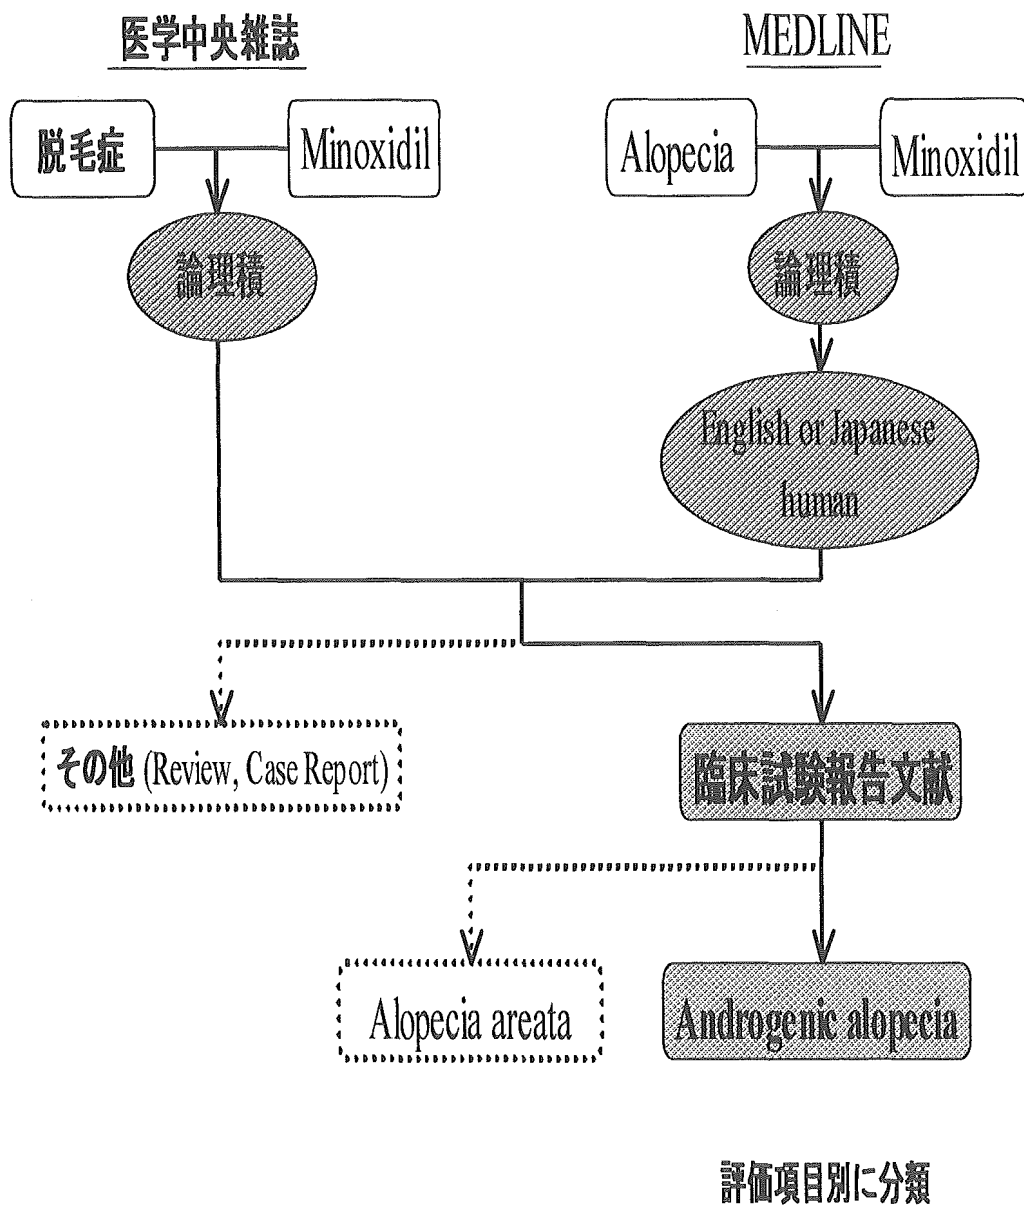 医学中央雑誌
MEDLINE
脱毛症
Minoxidil
Alopecia
Minoxidil
論理積
論理積
English or Japanese
human
その他 (Review, Case Report)
臨床試験報告文献
Alopecia areata
Androgenic alopecia
評価項目別に分類